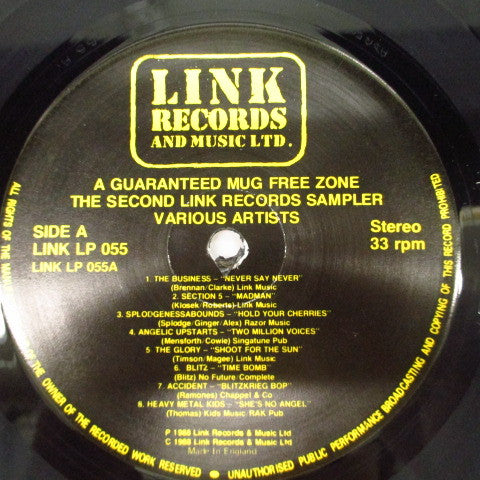 LINK
RECORDS
AND MUSIC LTD.
A GUARANTEED MUG FREE ZONE
THE SECOND LINK RECORDS SAMPLER
VARIOUS ARTISTS
SIDE A
LINK LP 055
LINK LP 055A
Stereo
33 rpm
1. THE BUSINESS – "NEVER SAY NEVER"
(Brennan/Clarke) Link Music
2. SECTION 5 – "MADMAN"
(Klosek/Roberts) Link Music
3. SPLODGENESSABOUNDS – "HOLD YOUR CHERRIES"
(Splodge/Ginger/Alex) Razor Music
4. ANGELIC UPSTARTS – "TWO MILLION VOICES"
(Mensforth/Cowie) Singatune Pub
5 THE GLORY – "SHOOT FOR THE SUN"
(Timson/Magee) Link Music
6. BLITZ – "TIME BOMB"
(Blitz) No Future Complete
7. ACCIDENT – "BLITZKRIEG BOP"
(Ramones) Chappel & Co
8. HEAVY METAL KIDS – "SHE'S NO ANGEL"
(Thomas) Kids Music RAK Pub
P 1988 Link Records & Music Ltd
C 1988 Link Records & Music Ltd
Made In England
ALL RIGHTS OF THE
OF THE OWNER OF THE RECORDED WORK RESERVED • UNAUTHORISED PUBLIC PERFORMANCE BROADCASTING AND COPYING OF THIS RECORD PROHIBITED